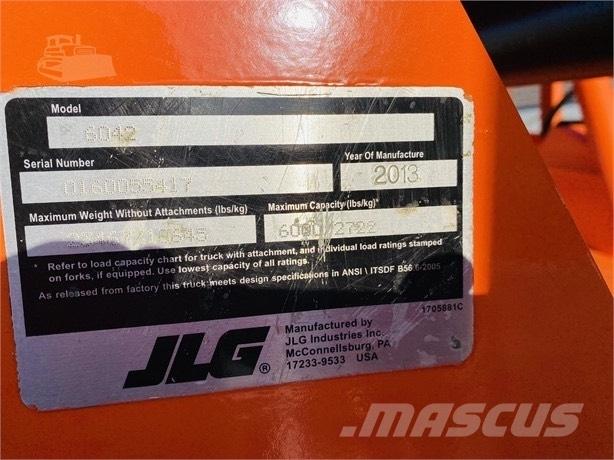 Model
6042
Serial Number
0160055417
Year Of Manufacture
2013
Maximum Weight Without Attachments (lbs/kg)
Maximum Capacity (lbs/kg)*
6000/2722
* Refer to load capacity chart for truck with attachment, and individual load ratings stamped
on forks, if equipped. Use lowest capacity of all ratings.
As released from factory this truck meets design specifications in ANSI \ ITSDF B56.6/2005
1705881C
JLG®
Manufactured by
JLG Industries Inc.
McConnellsburg, PA
17233-9533 USA
MASCUS